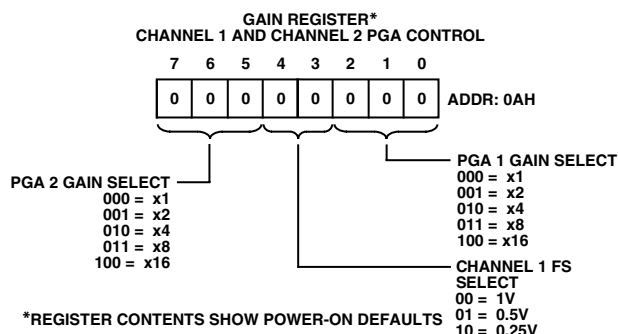 GAIN REGISTER*
CHANNEL 1 AND CHANNEL 2 PGA CONTROL
7 6 5 4 3 2 1 0
0 0 0 0 0 0 0 0 ADDR: 0AH
PGA 2 GAIN SELECT
000 = x1
001 = x2
010 = x4
011 = x8
100 = x16
PGA 1 GAIN SELECT
000 = x1
001 = x2
010 = x4
011 = x8
100 = x16
CHANNEL 1 FS
SELECT
00 = 1V
01 = 0.5V
10 = 0.25V
*REGISTER CONTENTS SHOW POWER-ON DEFAULTS